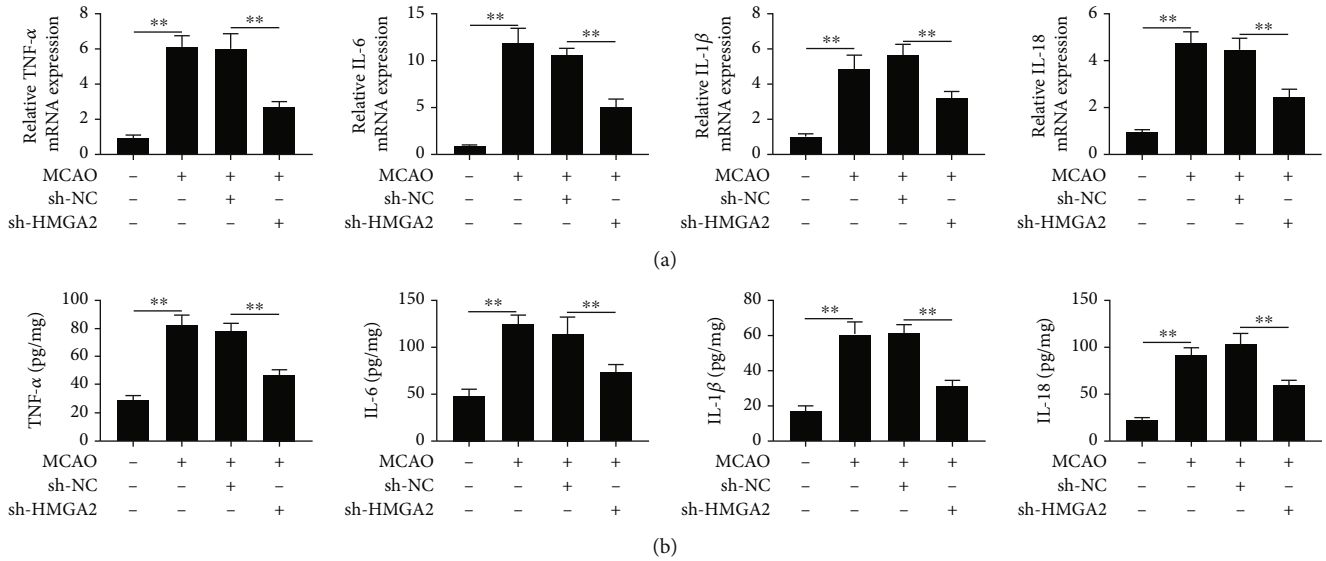 Relative TNF-α
mRNA expression
8
6
4
2
0
** **
MCAO – + + +
sh-NC – – + –
sh-HMGA2 – – – +
Relative IL-6
mRNA expression
15
10
5
0
** **
MCAO – + + +
sh-NC – – + –
sh-HMGA2 – – – +
Relative IL-1β
mRNA expression
8
6
4
2
0
** **
MCAO – + + +
sh-NC – – + –
sh-HMGA2 – – – +
Relative IL-18
mRNA expression
6
4
2
0
** **
MCAO – + + +
sh-NC – – + –
sh-HMGA2 – – – +
(a)
TNF-α (pg/mg)
100
80
60
40
20
0
** **
MCAO – + + +
sh-NC – – + –
sh-HMGA2 – – – +
IL-6 (pg/mg)
150
100
50
0
** **
MCAO – + + +
sh-NC – – + –
sh-HMGA2 – – – +
IL-1β (pg/mg)
80
60
40
20
0
** **
MCAO – + + +
sh-NC – – + –
sh-HMGA2 – – – +
IL-18 (pg/mg)
150
100
50
0
** **
MCAO – + + +
sh-NC – – + –
sh-HMGA2 – – – +
(b)